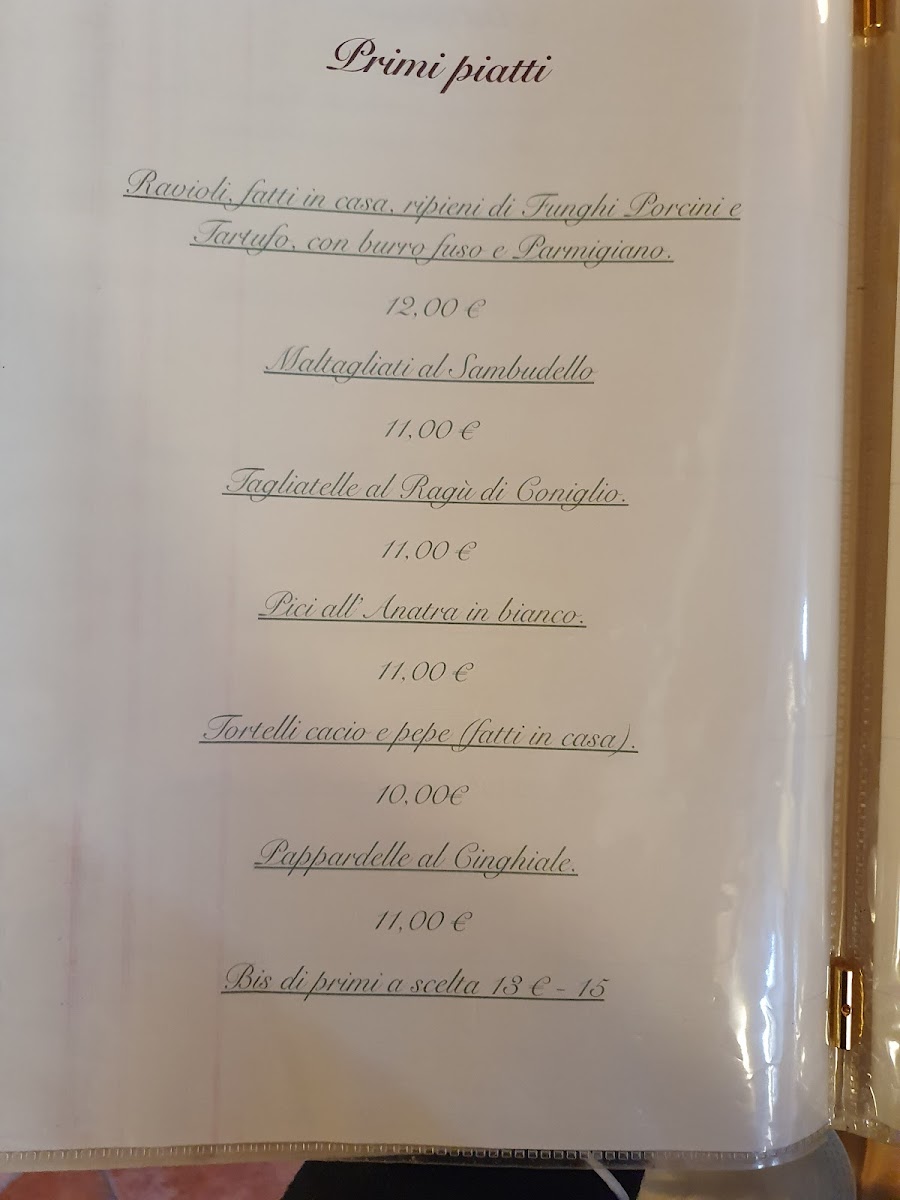 Primi piatti
Ravioli, fatti in casa, ripieni di Funghi Porcini e
Tartufo, con burro fuso e Parmigiano.
12,00 €
Maltagliati al Sambudello
11,00 €
Tagliatelle al Ragù di Coniglio.
11,00 €
Pici all' Anatra in bianco.
11,00 €
Tortelli cacio e pepe (fatti in casa).
10,00€
Pappardelle al Cinghiale.
11,00 €
Bis di primi a scelta 13 € - 15